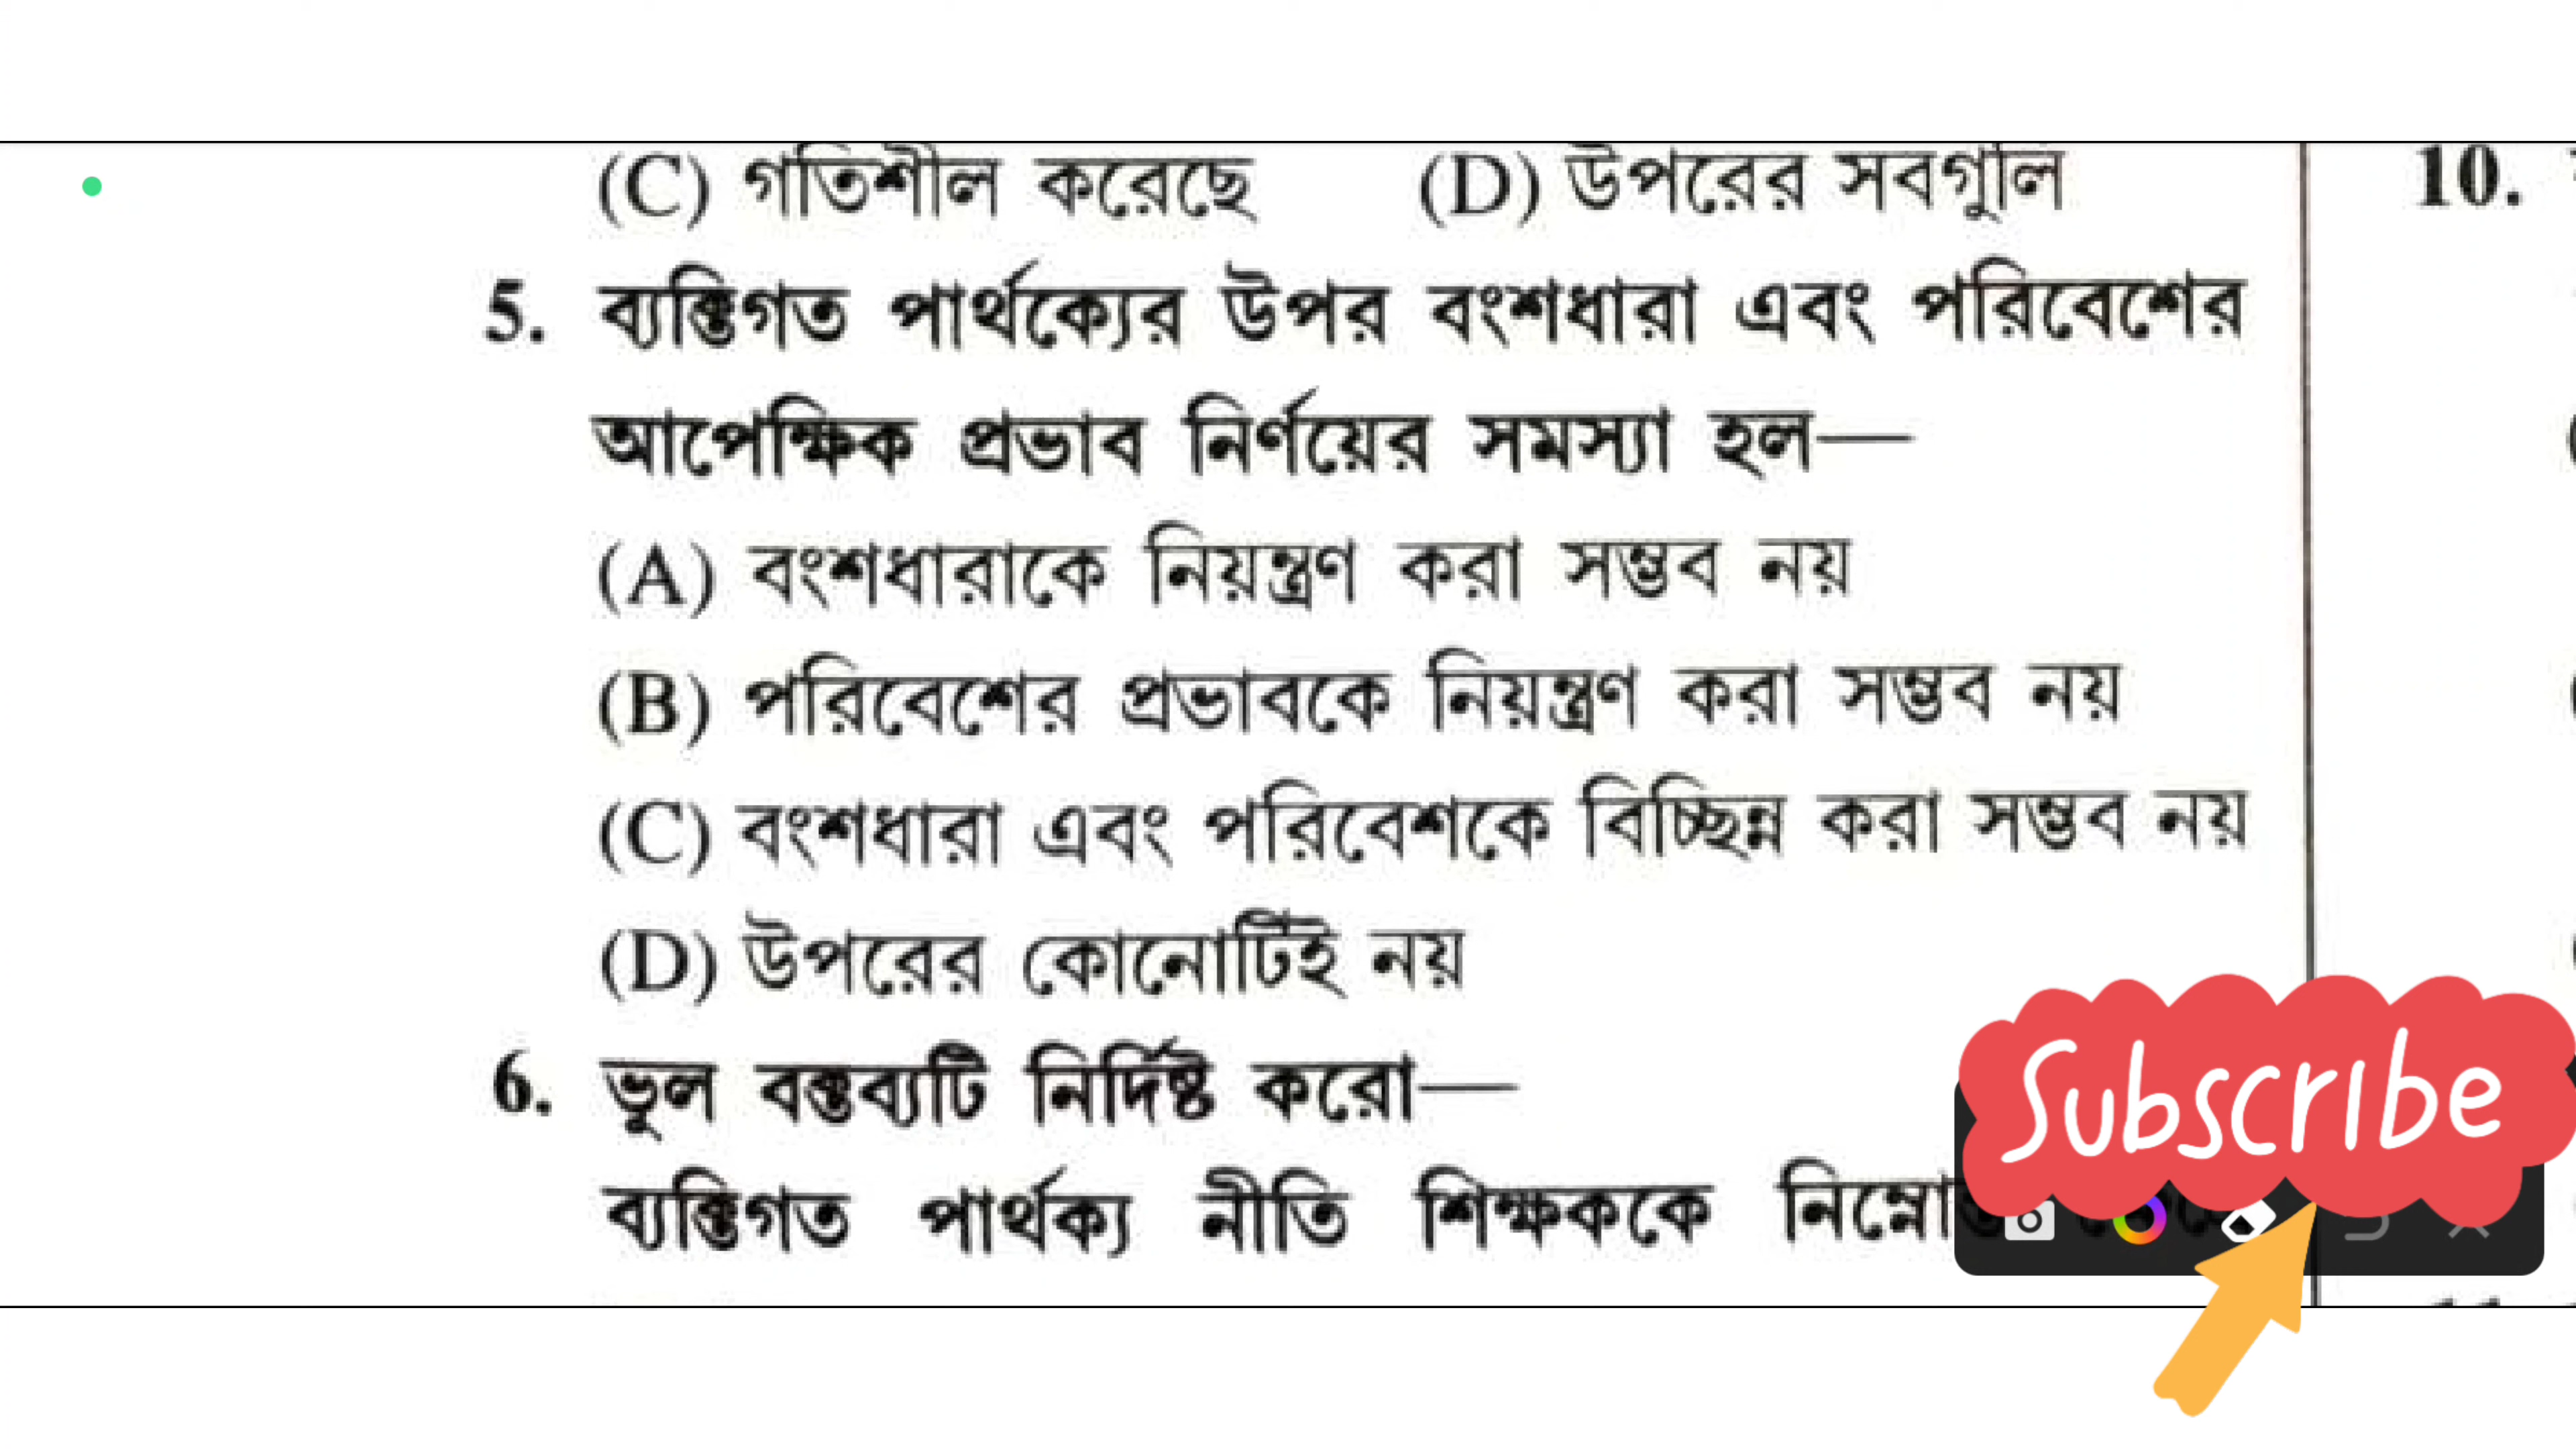 (C) গতিশীল করেছে (D) উপরের সবগুলি
5. ব্যক্তিগত পার্থক্যের উপর বংশধারা এবং পরিবেশের
আপেক্ষিক প্রভাব নির্ণয়ের সমস্যা হল—
(A) বংশধারাকে নিয়ন্ত্রণ করা সম্ভব নয়
(B) পরিবেশের প্রভাবকে নিয়ন্ত্রণ করা সম্ভব নয়
(C) বংশধারা এবং পরিবেশকে বিচ্ছিন্ন করা সম্ভব নয়
(D) উপরের কোনোটিই নয়
6. ভুল বক্তব্যটি নির্দিষ্ট করো—
ব্যক্তিগত পার্থক্য নীতি শিক্ষককে
10.
Subscribe